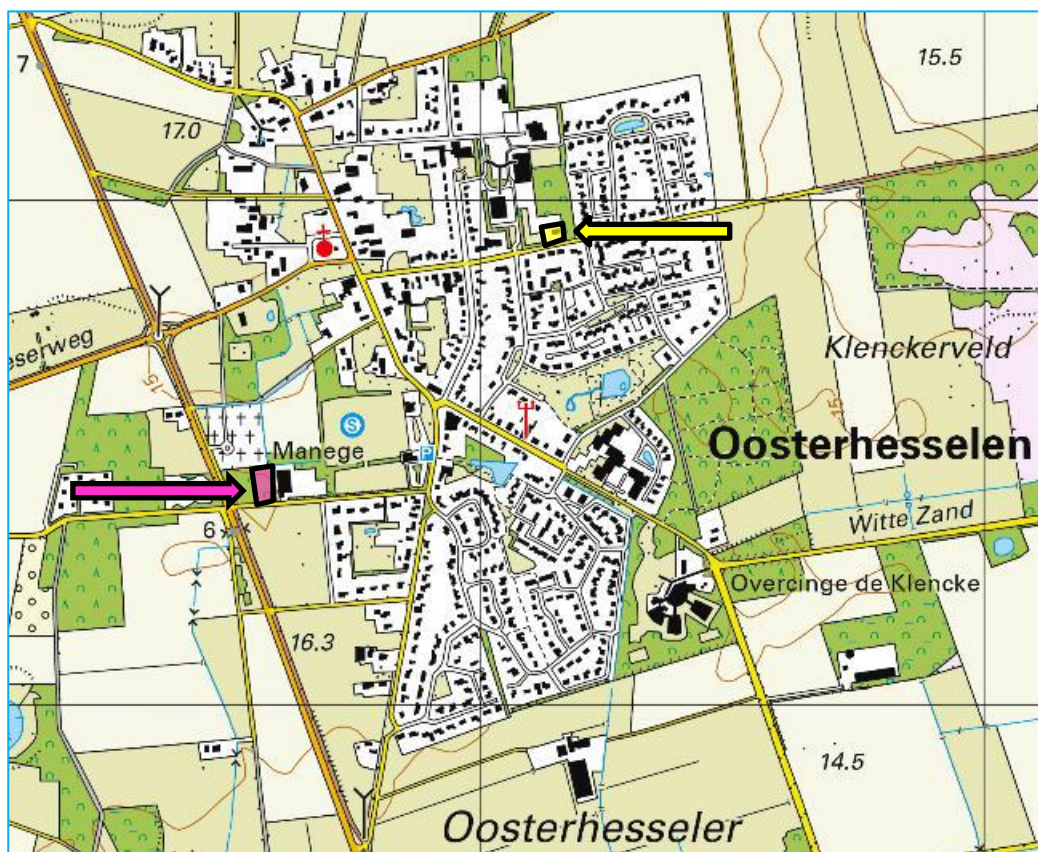 7
15.5
17.0
eserweg
15
Klenckerveld
15
Oosterhesselen
S
Manege
P
Witte Zand
6
Overcinge de Klencke
16.3
14.5
Oosterhesseler